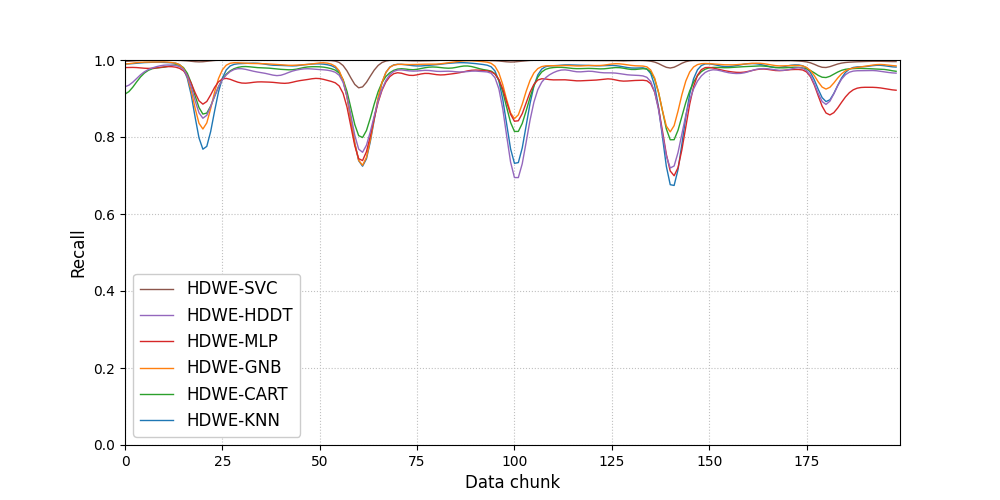 1.0
0.8
0.6
0.4
0.2
0.0
Recall
HDWE-SVC
HDWE-HDDT
HDWE-MLP
HDWE-GNB
HDWE-CART
HDWE-KNN
0 25 50 75 100 125 150 175
Data chunk